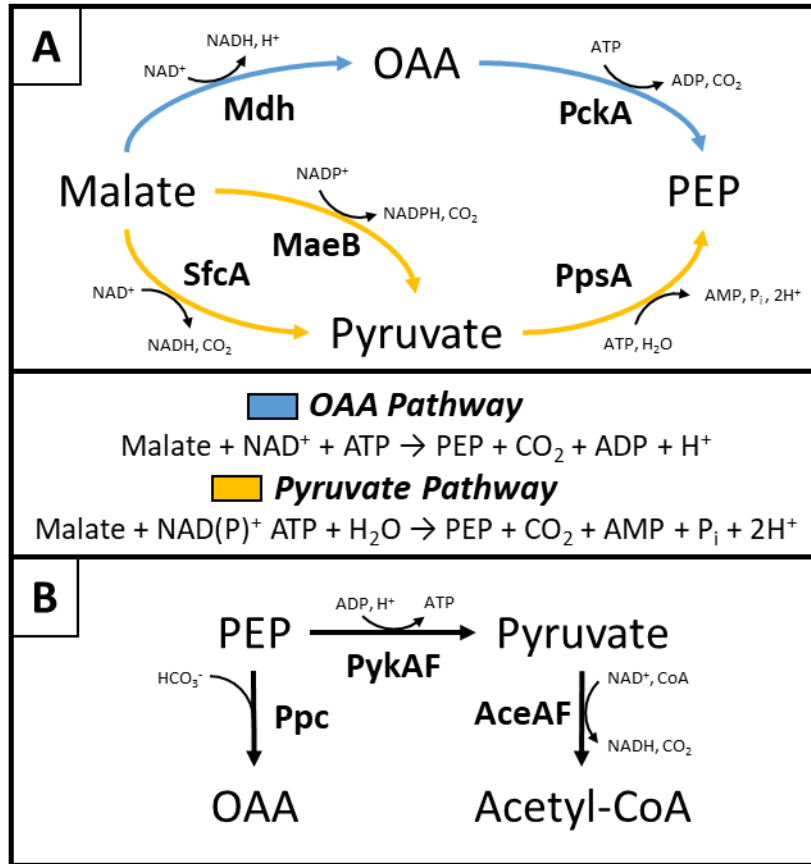 A
NADH, H⁺
NAD⁺
Mdh
OAA
ATP
ADP, CO₂
PckA
Malate
PEP
NADP⁺
NADPH, CO₂
MaeB
SfcA
NAD⁺
NADH, CO₂
Pyruvate
PpsA
AMP, Pᵢ, 2H⁺
ATP, H₂O
OAA Pathway
Malate + NAD⁺ + ATP → PEP + CO₂ + ADP + H⁺
Pyruvate Pathway
Malate + NAD(P)⁺ ATP + H₂O → PEP + CO₂ + AMP + Pᵢ + 2H⁺
B
ADP, H⁺
ATP
PEP
Pyruvate
PykAF
HCO₃⁻
Ppc
NAD⁺, CoA
AceAF
NADH, CO₂
OAA
Acetyl-CoA